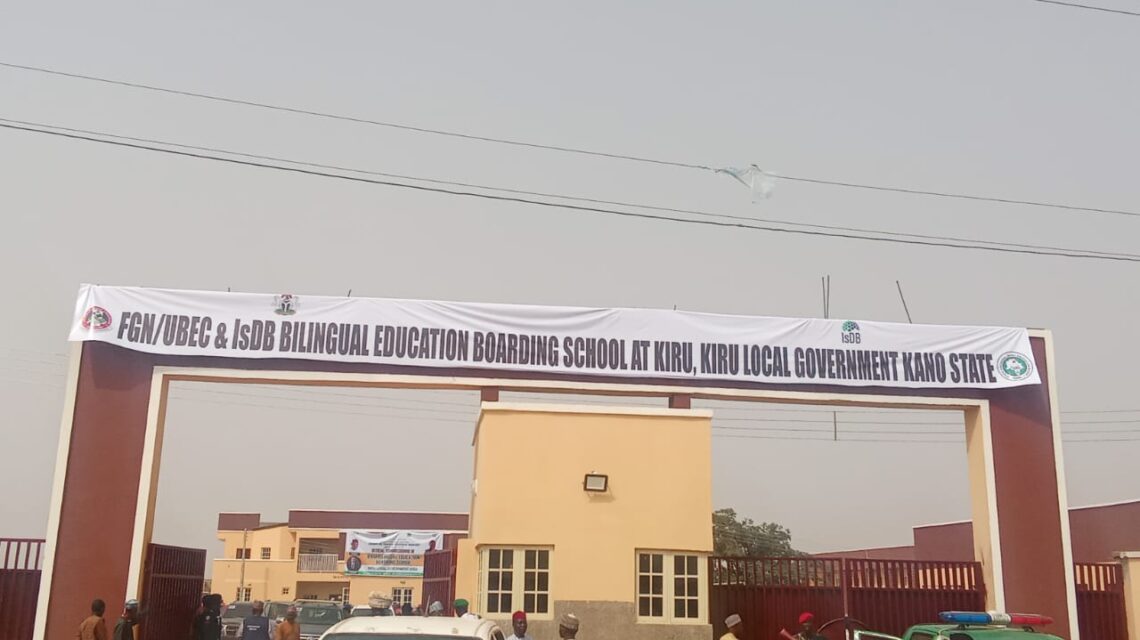 FGN/UBEC & IsDB BILINGUAL EDUCATION BOARDING SCHOOL AT KIRU, KIRU LOCAL GOVERNMENT KANO STATE
IsDB